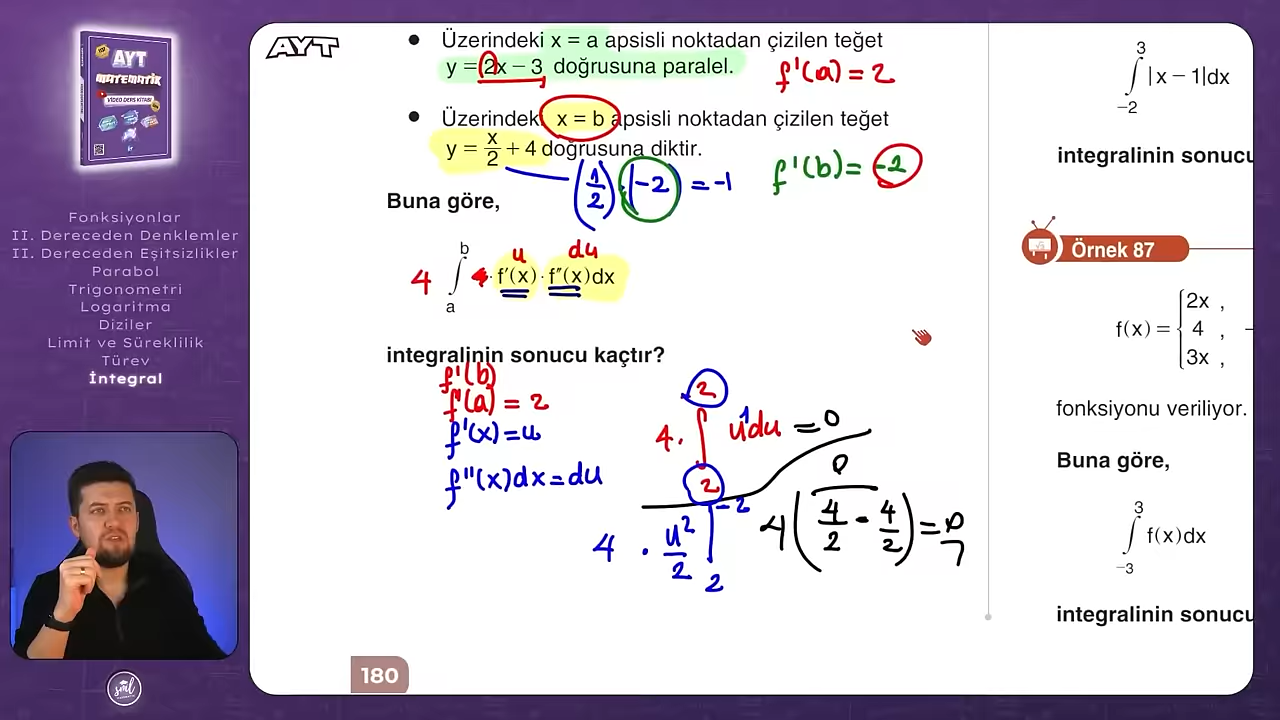 AYT
MATEMATİK
VİDEO DERS KİTABI
Fonksiyonlar
II. Dereceden Denklemler
II. Dereceden Eşitsizlikler
Parabol
Trigonometri
Logaritma
Diziler
Limit ve Süreklilik
Türev
İntegral
sml
AYT
• Üzerindeki x = a apsisli noktadan çizilen teğet
y = 2x − 3 doğrusuna paralel.
f'(a) = 2
• Üzerindeki x = b apsisli noktadan çizilen teğet
y = x/2 + 4 doğrusuna diktir.
(1/2) · (-2) = -1
f'(b) = -2
Buna göre,
u du
4 ∫_a^b · f'(x) · f''(x)dx
integralinin sonucu kaçtır?
f'(b)
f'(a) = 2
f'(x) = u
f''(x)dx = du
4 · ∫_2^2 u^1 du = 0
4 · u²/2 |_2^-2
0
4 (4/2 - 4/2) = 0
180
∫_−2^3 |x − 1|dx
integralinin sonucu
Örnek 87
f(x) = { 2x ,
4 , −
3x ,
fonksiyonu veriliyor.
Buna göre,
∫_−3^3 f(x)dx
integralinin sonucu